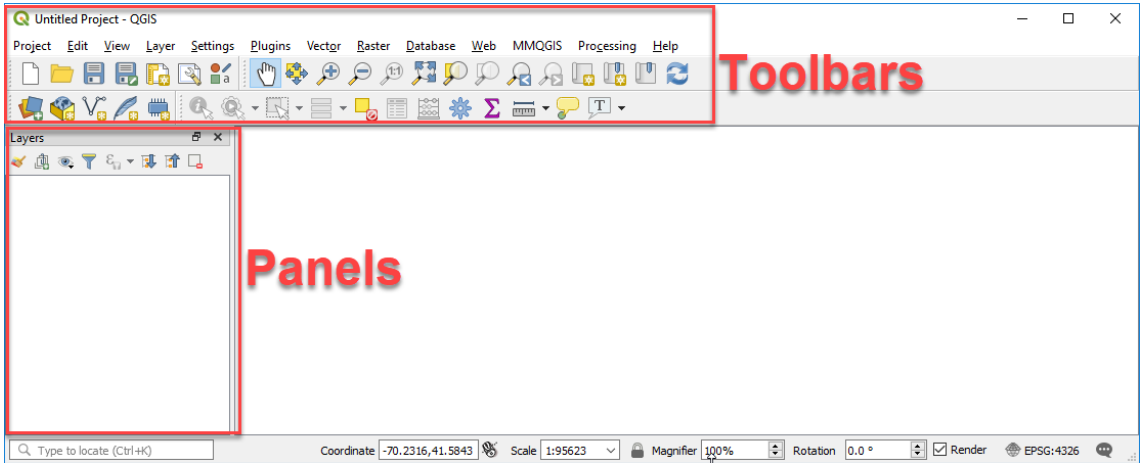 Untitled Project - QGIS
Project Edit View Layer Settings Plugins Vector Raster Database Web MMQGIS Processing Help
1:1
Toolbars
T
Layers
Panels
Type to locate (Ctrl+K) Coordinate -70.2316,41.5843 Scale 1:95623 Magnifier 100% Rotation 0.0 ° Render EPSG:4326